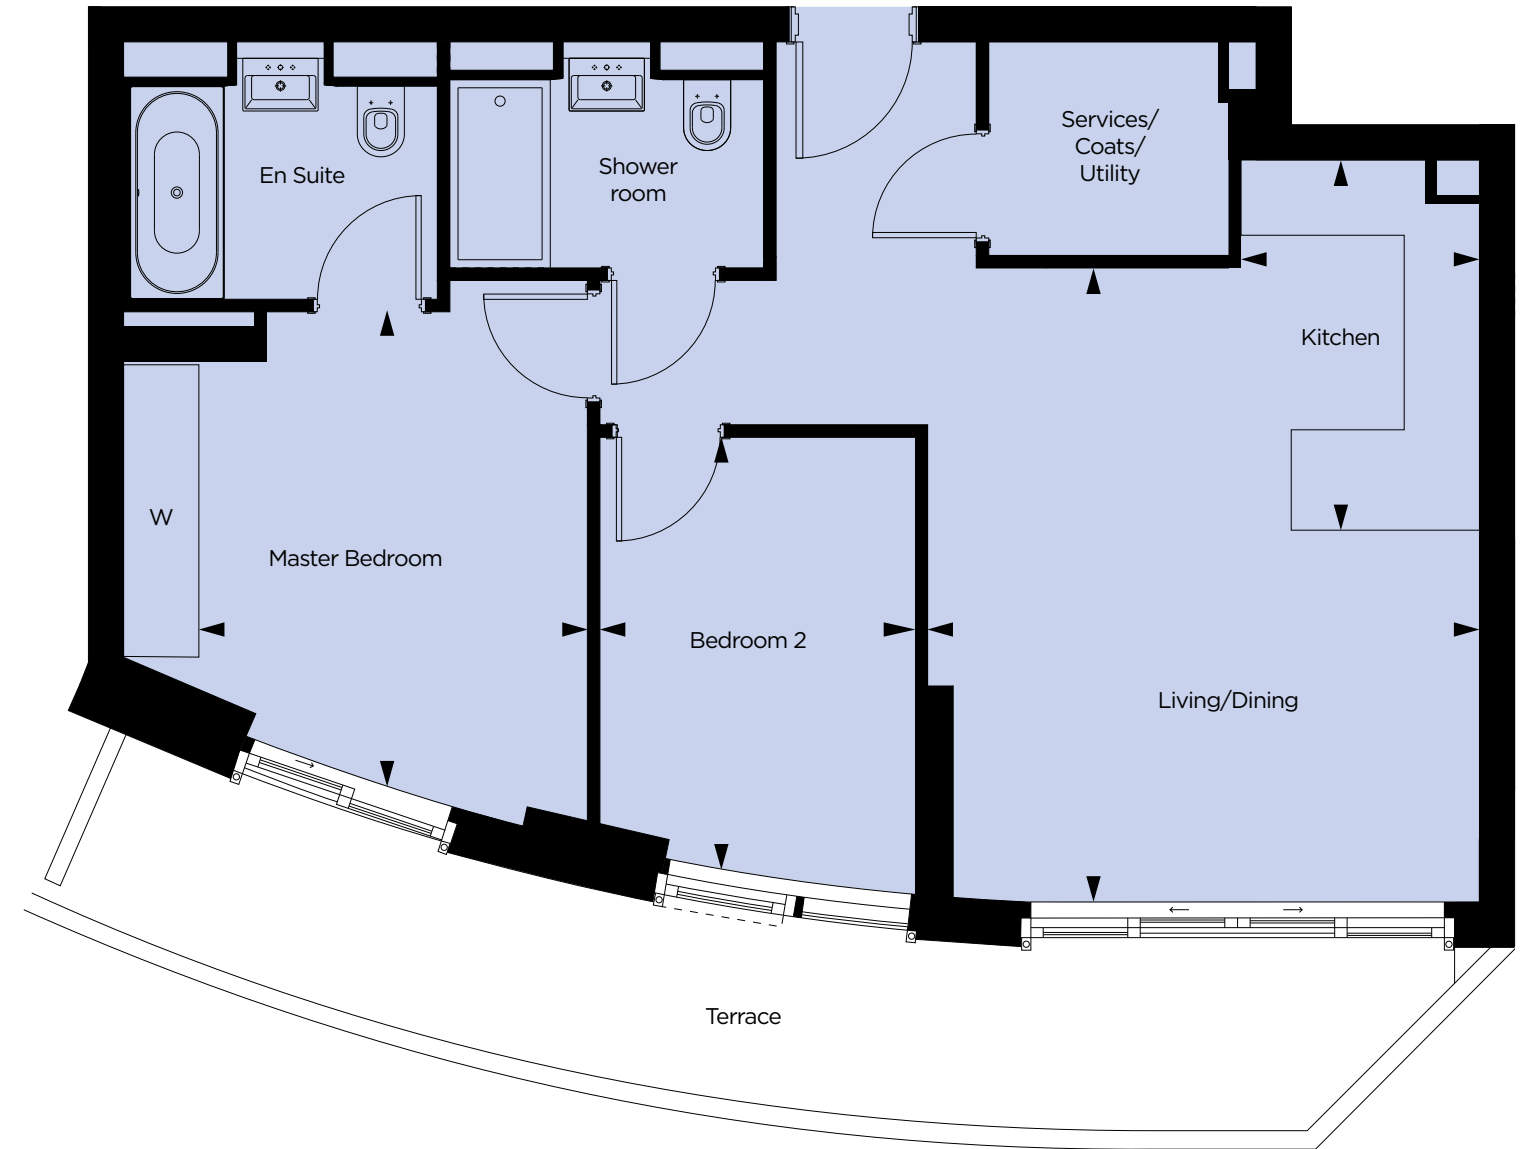 En Suite
Shower
room
Services/
Coats/
Utility
Kitchen
W
Master Bedroom
Bedroom 2
Living/Dining
Terrace